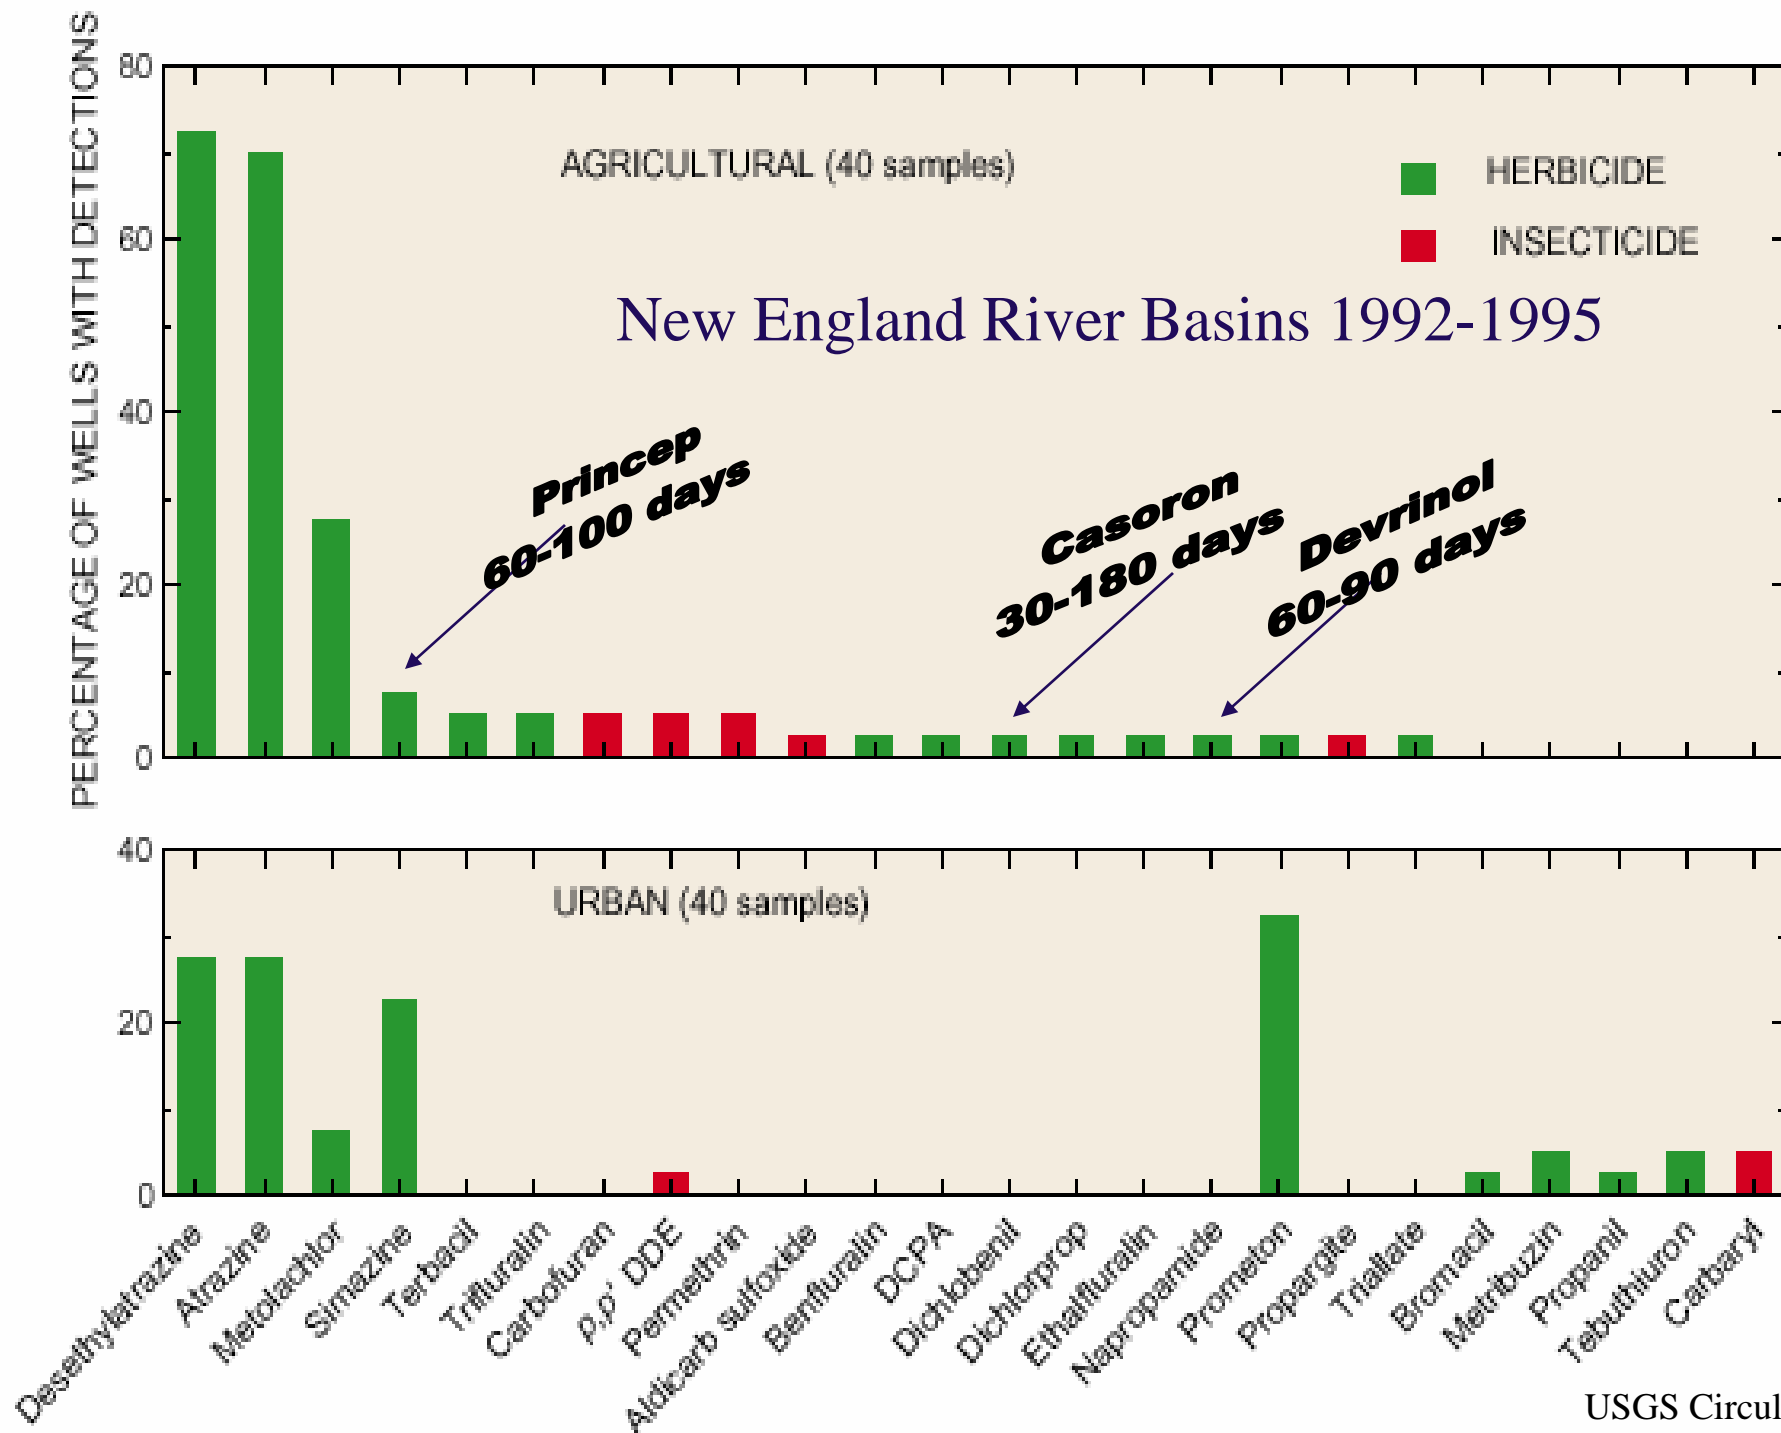 PERCENTAGE OF WELLS WITH DETECTIONS
80
60
40
20
0
AGRICULTURAL (40 samples)
HERBICIDE
INSECTICIDE
New England River Basins 1992-1995
Princep
60-100 days
Casoron
30-180 days
Devrinol
60-90 days
40
20
0
URBAN (40 samples)
Desethylatrazine
Atrazine
Metolachlor
Simazine
Terbacil
Trifluralin
Carbofuran
p,p' DDE
Permethrin
Aldicarb sulfoxide
Benfluralin
DCPA
Dichlobenil
Dichlorprop
Ethalfluralin
Napropamide
Prometon
Propargite
Triallate
Bromacil
Metribuzin
Propanil
Tebuthiuron
Carbaryl
USGS Circul